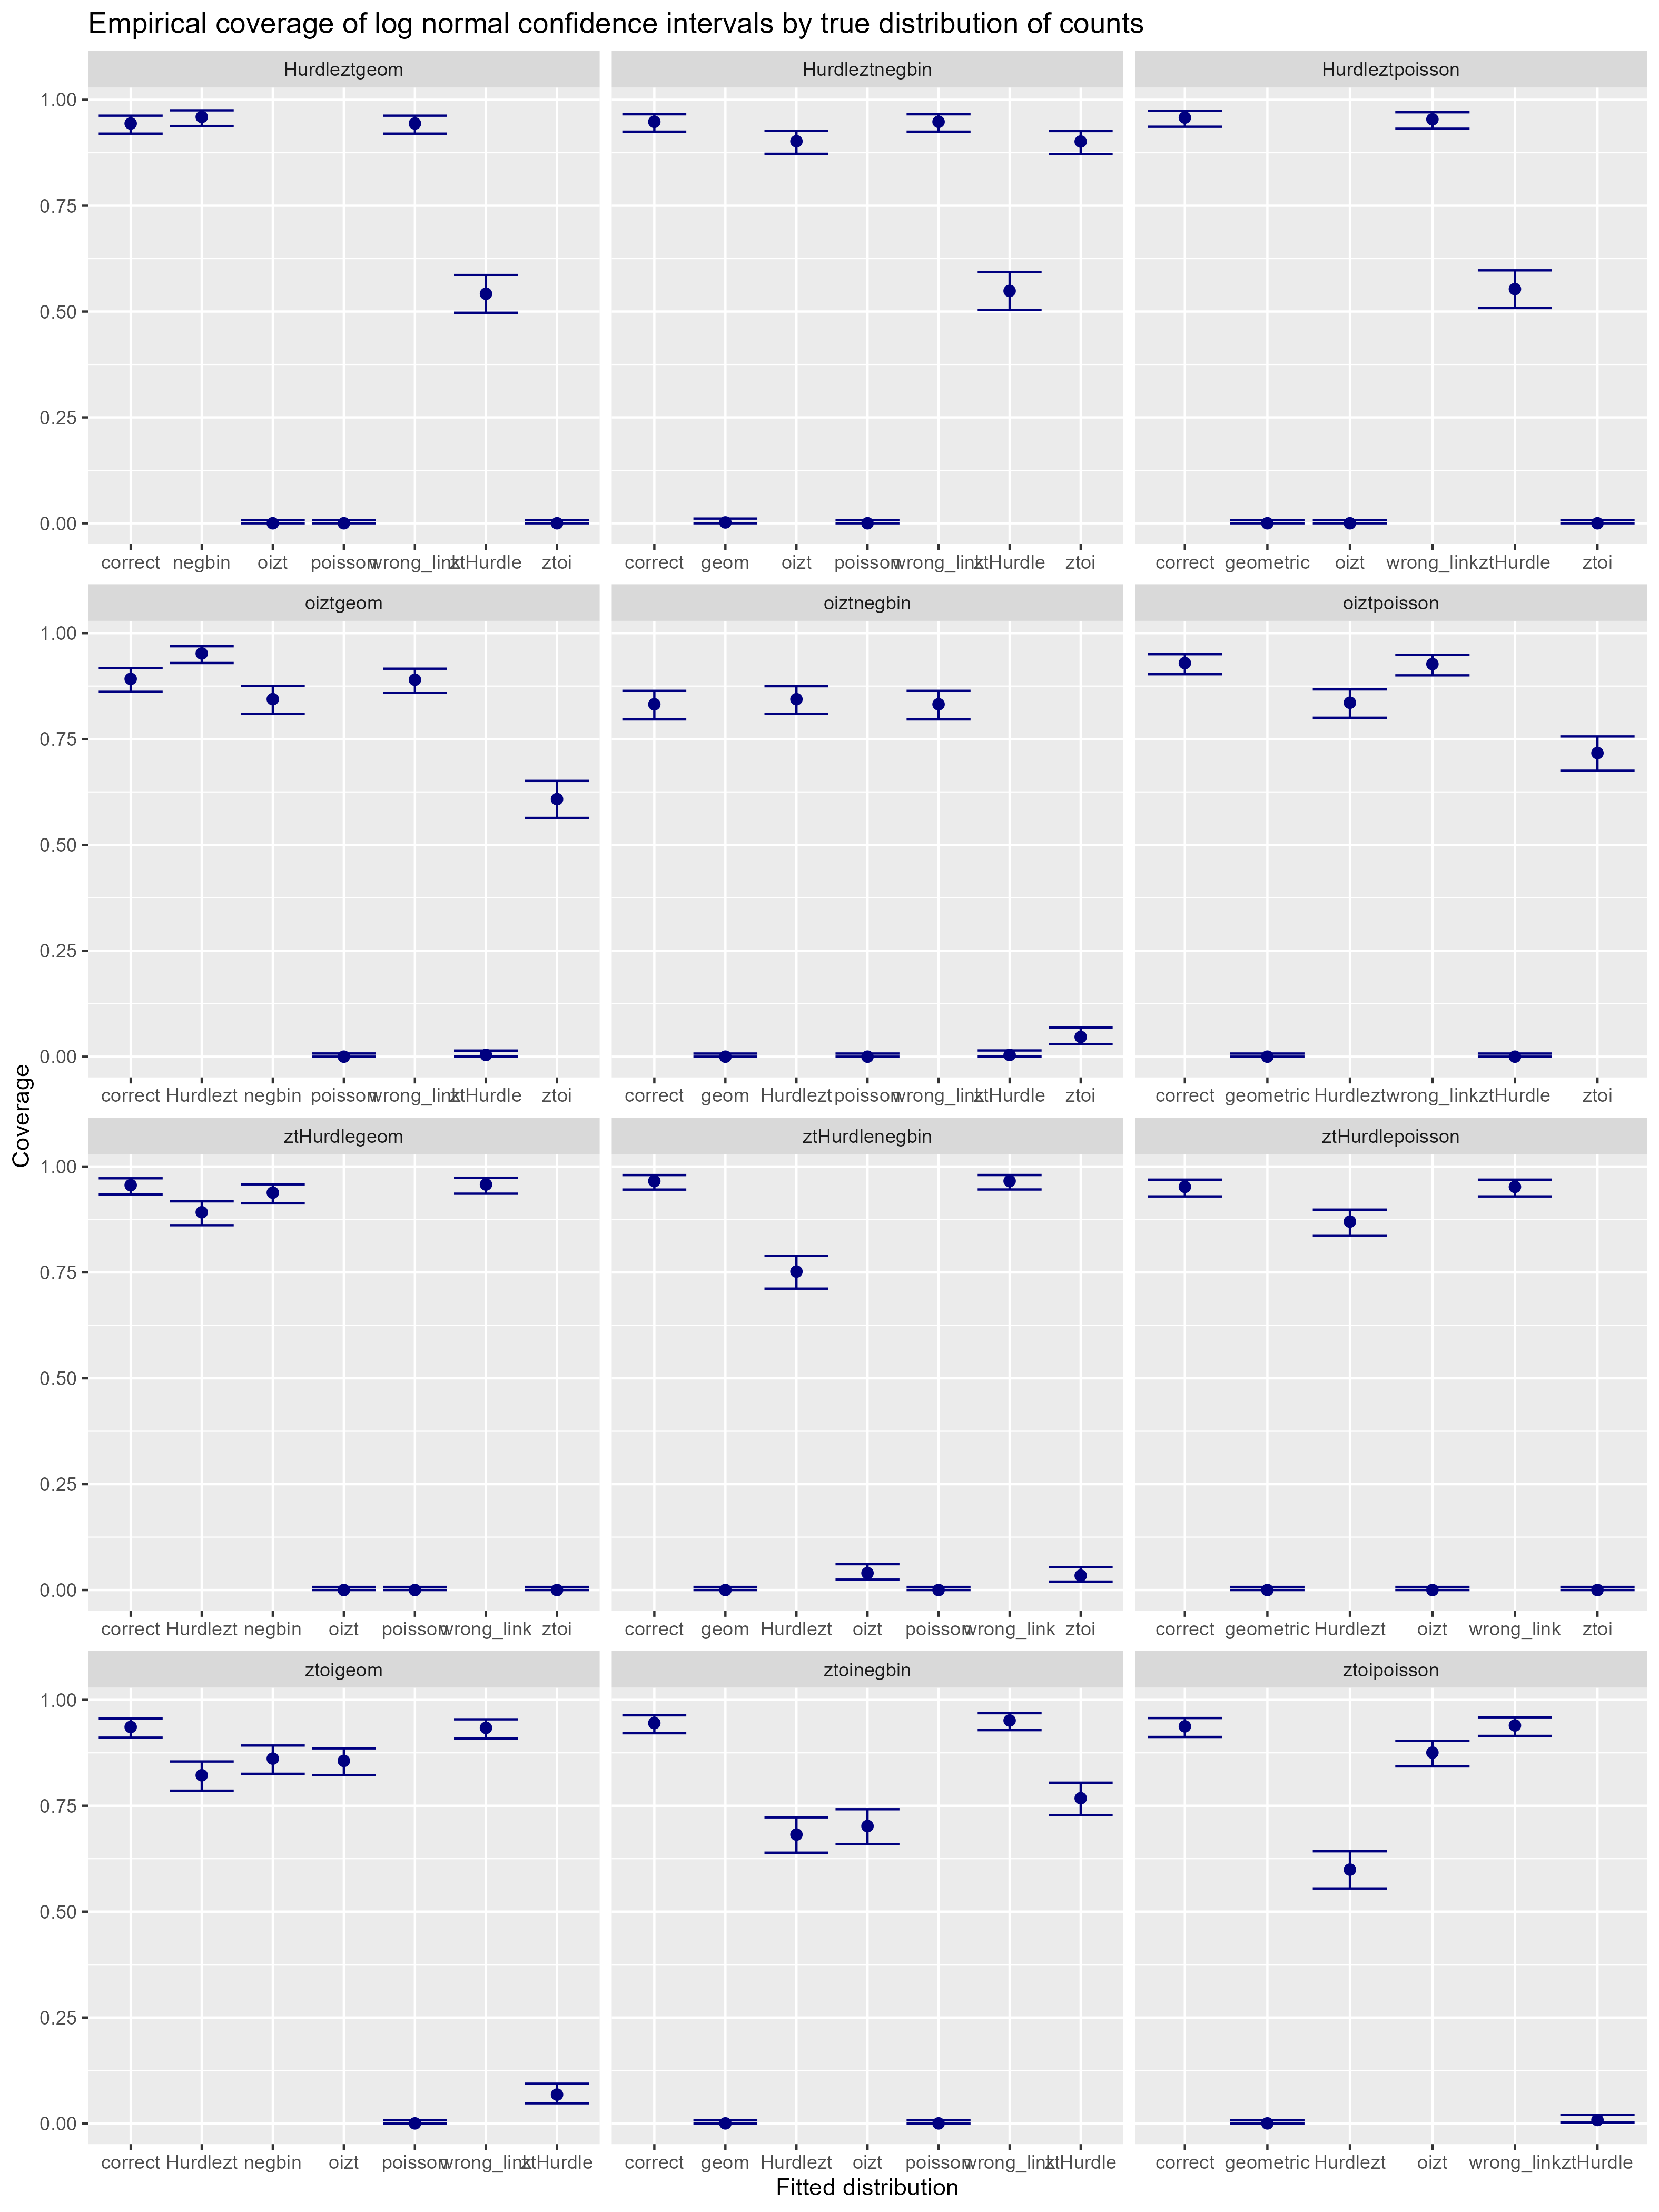 Empirical coverage of log normal confidence intervals by true distribution of counts
Hurdleztgeom Hurdleztnegbin Hurdleztpoisson
1.00
0.75
0.50
0.25
0.00
correct negbin oizt poisson wrong_link ztHurdle ztoi correct geom oizt poisson wrong_link ztHurdle ztoi correct geometric oizt wrong_link ztHurdle ztoi
oiztgeom oiztnegbin oiztpoisson
1.00
0.75
0.50
0.25
0.00
correct Hurdlezt negbin poisson wrong_link ztHurdle ztoi correct geom Hurdlezt poisson wrong_link ztHurdle ztoi correct geometric Hurdlezt wrong_link ztHurdle ztoi
Coverage
ztHurdlegeom ztHurdlenegbin ztHurdlepoisson
1.00
0.75
0.50
0.25
0.00
correct Hurdlezt negbin oizt poisson wrong_link ztoi correct geom Hurdlezt oizt poisson wrong_link ztoi correct geometric Hurdlezt oizt wrong_link ztoi
ztoigeom ztoinegbin ztoipoisson
1.00
0.75
0.50
0.25
0.00
correct Hurdlezt negbin oizt poisson wrong_link ztHurdle correct geom Hurdlezt oizt poisson wrong_link ztHurdle correct geometric Hurdlezt oizt wrong_link ztHurdle
Fitted distribution